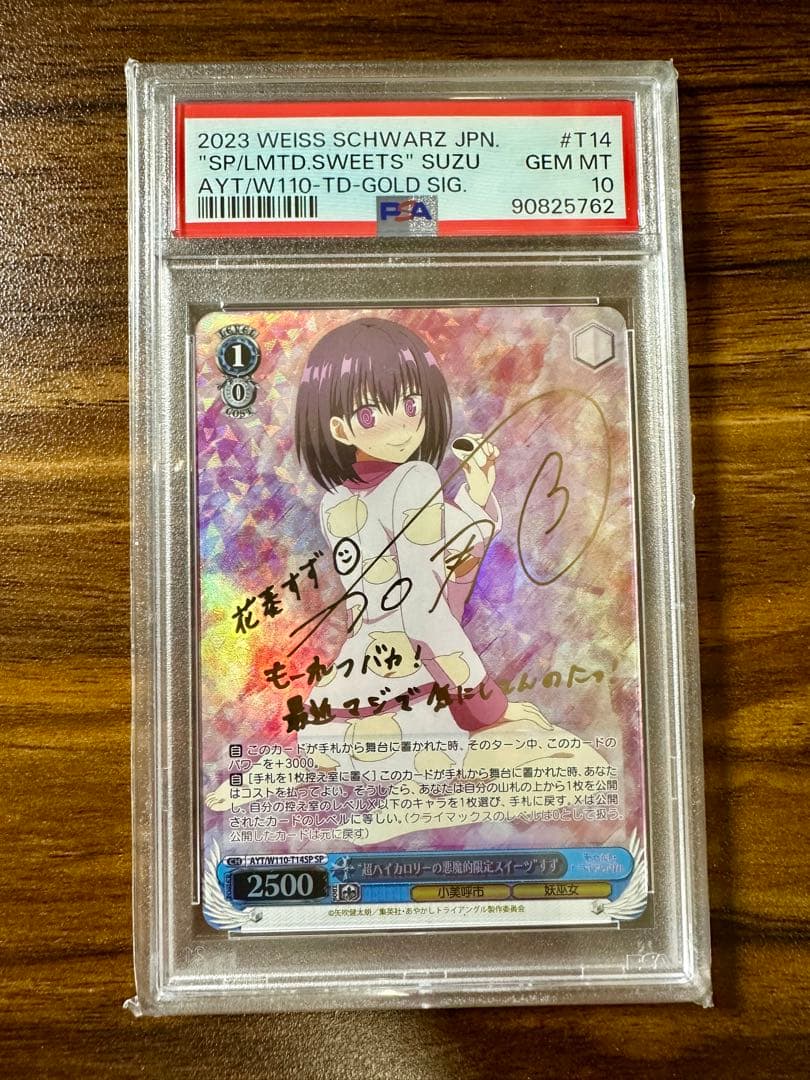 2023 WEISS SCHWARZ JPN. #T14
"SP/LMTD.SWEETS" SUZU GEM MT
AYT/W110-TD-GOLD SIG. 10
PSA 90825762
LEVEL
1
0
COST
花奏すず
もーれつバカ!
最近マジで気にしてんのだっ!
自 このカードが手札から舞台に置かれた時、そのターン中、このカードの
パワーを+3000。
自 [手札を1枚控え室に置く] このカードが手札から舞台に置かれた時、あなた
はコストを払ってよい。そうしたら、あなたは自分の山札の上から1枚を公開
し、自分の控え室のレベルX以下のキャラを1枚選び、手札に戻す。Xは公開
されたカードのレベルに等しい。(クライマックスのレベルは0として扱う。
公開したカードは元に戻す)
CH AYT/W110-T14SP SP
"超ハイカロリーの悪魔的限定スイーツ"すず
POWER 2500 SOUL 小美呼市 妖巫女
©矢吹健太朗/集英社・あやかしトライアングル製作委員会